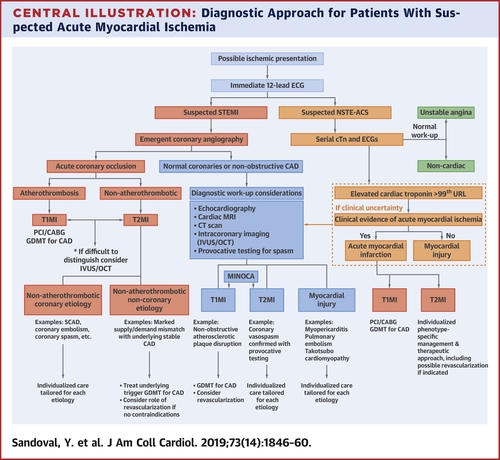 CENTRAL ILLUSTRATION: Diagnostic Approach for Patients With Sus-
pected Acute Myocardial Ischemia
Possible ischemic presentation
Immediate 12-lead ECG
Suspected STEMI
Suspected NSTE-ACS
Unstable angina
Emergent coronary angiography
Serial cTn and ECGs
Normal
work-up
Acute coronary occlusion
Normal coronaries or non-obstructive CAD
Non-cardiac
Atherothrombosis
Non-atherothrombotic
Diagnostic work-up considerations
Elevated cardiac troponin >99th URL
• Echocardiography
• Cardiac MRI
• CT scan
• Intracoronary imaging
(IVUS/OCT)
• Provocative testing for spasm
If clinical uncertainty
T1MI
T2MI
Clinical evidence of acute myocardial ischemia
PCI/CABG
GDMT for CAD
Yes
No
* If difficult to
distinguish consider
IVUS/OCT
Acute myocardial
infarction
Myocardial
injury
MINOCA
Non-atherothrombotic
coronary etiology
Non-atherothrombotic
non-coronary
etiology
T1MI
T2MI
Myocardial
injury
T1MI
T2MI
Examples: SCAD,
coronary embolism,
coronary spasm, etc.
Examples: Marked
supply/demand mismatch
with underlying stable
CAD
Example:
Non-obstructive
atherosclerotic
plaque disruption
Example:
Coronary
vasospasm
confirmed with
provocative
testing
Examples:
Myopericarditis
Pulmonary
embolism
Takotsubo
cardiomyopathy
PCI/CABG
GDMT for CAD
Individualized
phenotype-
specific
management &
therapeutic
approach, including
possible revascularization
if indicated
Individualized care
tailored for each
etiology
• Treat underlying
trigger GDMT for CAD
• Consider role of
revascularization if no
contraindications
• GDMT for CAD
• Consider
revascularization
Individualized care
tailored for each
etiology
Individualized care
tailored for each
etiology
Sandoval, Y. et al. J Am Coll Cardiol. 2019;73(14):1846-60.